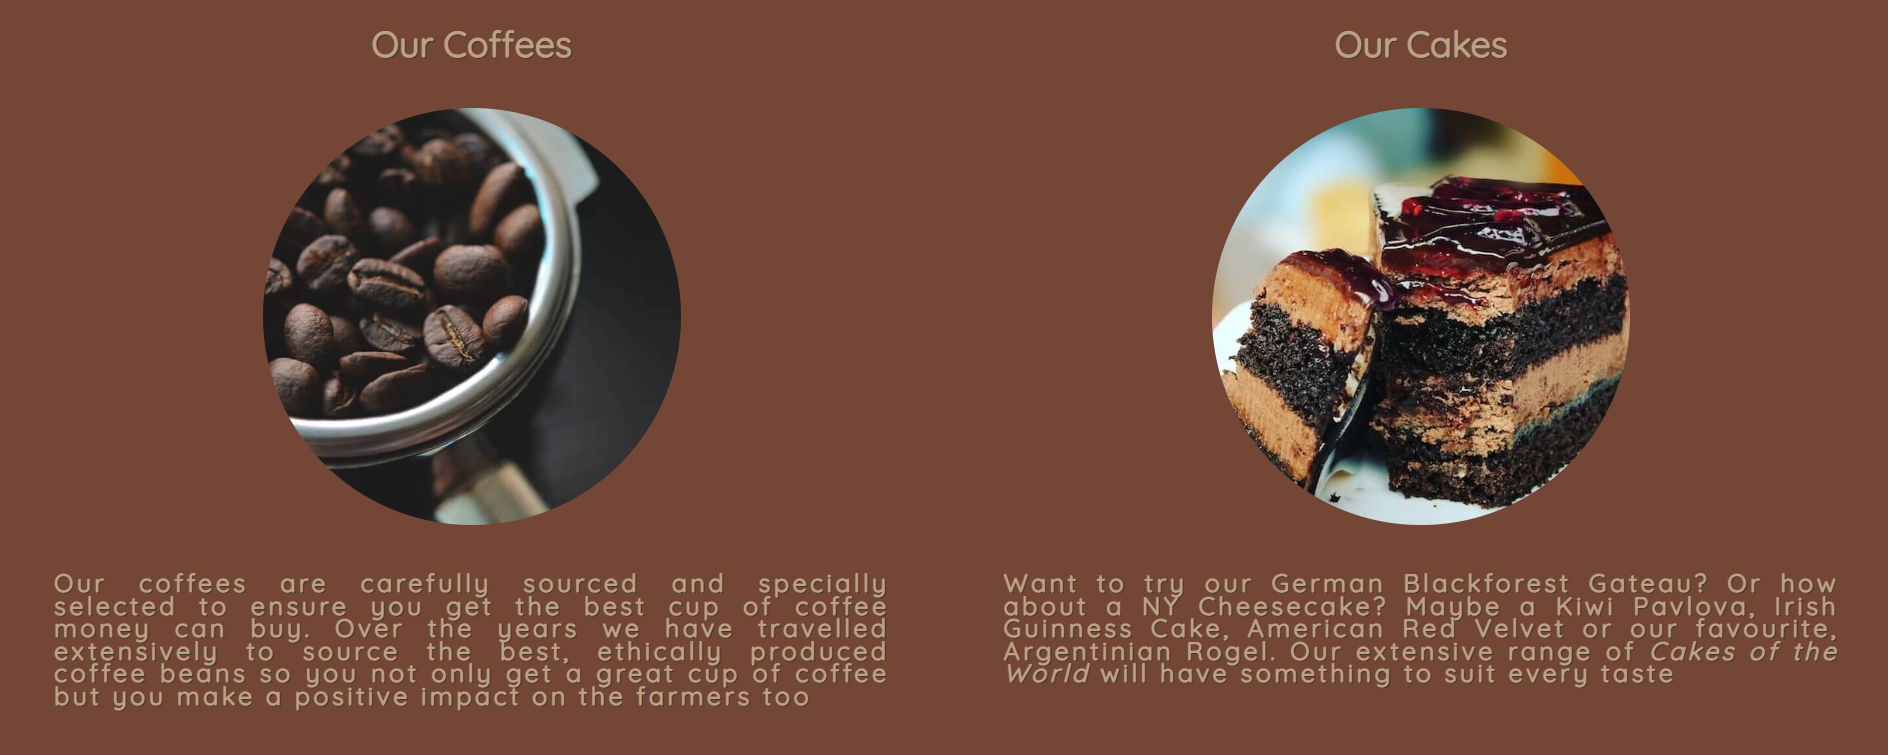 Our Coffees
Our Cakes
Our coffees are carefully sourced and specially
selected to ensure you get the best cup of coffee
money can buy. Over the years we have travelled
extensively to source the best, ethically produced
coffee beans so you not only get a great cup of coffee
but you make a positive impact on the farmers too
Want to try our German Blackforest Gateau? Or how
about a NY Cheesecake? Maybe a Kiwi Pavlova, Irish
Guinness Cake, American Red Velvet or our favourite,
Argentinian Rogel. Our extensive range of Cakes of the
World will have something to suit every taste